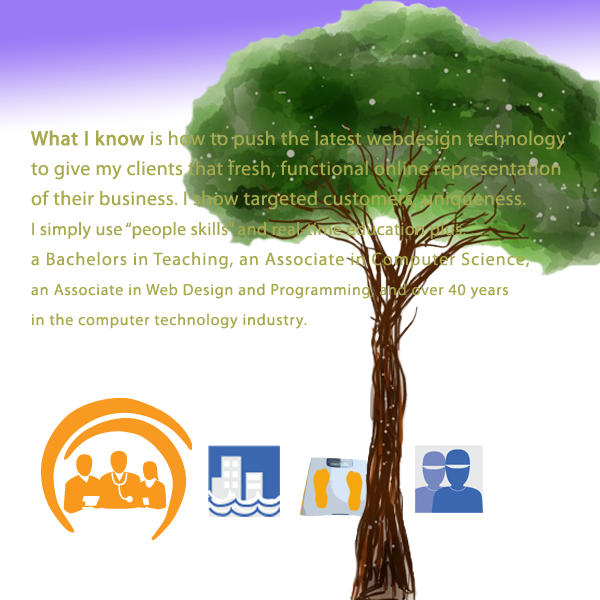 What I know is how to push the latest webdesign technology
to give my clients that fresh, functional online representation
of their business. I show targeted customers, uniqueness.
I simply use “people skills” and real-time education plus...
a Bachelors in Teaching, an Associate in Computer Science,
an Associate in Web Design and Programming, and over 40 years
in the computer technology industry.